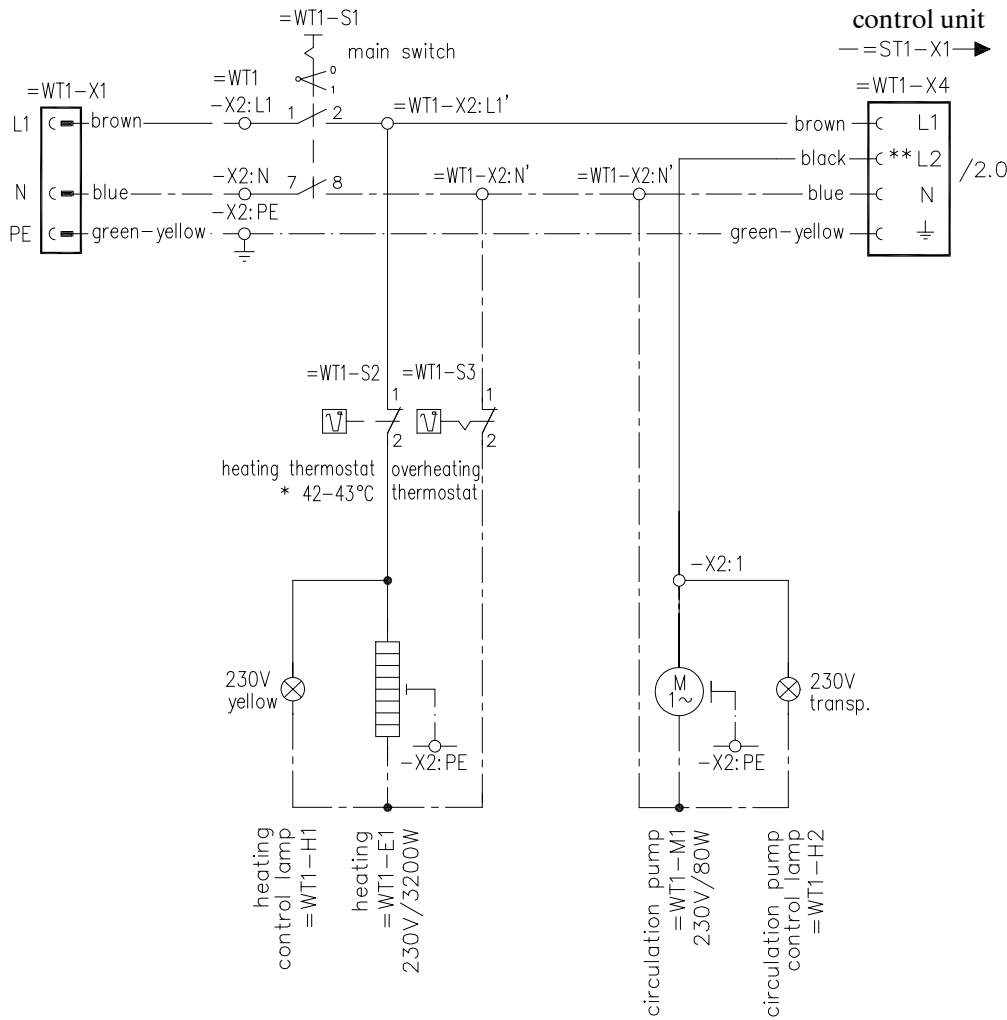 =WT1-S1
control unit
main switch
=ST1-X1
0
1
=WT1
=WT1-X1
=WT1-X4
-X2:L1
1
2
=WT1-X2:L1'
L1
brown
brown
L1
black
**L2
/2.0
-X2:N
7
8
=WT1-X2:N'
=WT1-X2:N'
N
blue
blue
N
-X2:PE
PE
green-yellow
green-yellow
=WT1-S2
=WT1-S3
1
1
2
2
heating thermostat
* 42-43°C
overheating
thermostat
-X2:1
230V
yellow
M
1~
230V
transp.
-X2:PE
-X2:PE
heating
control lamp
=WT1-H1
heating
=WT1-E1
230V/3200W
circulation pump
=WT1-M1
230V/80W
circulation pump
control lamp
=WT1-H2